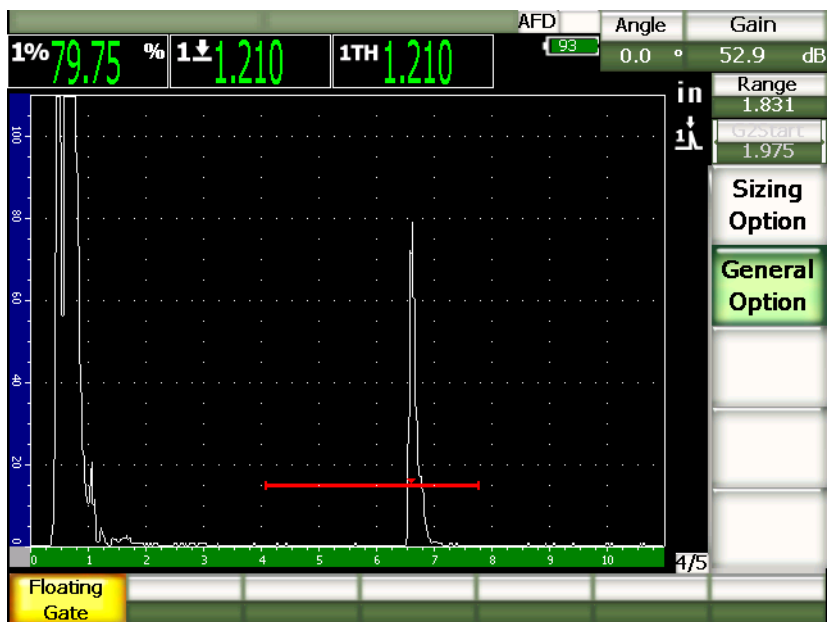 AFD
Angle
Gain
93
0.0 °
52.9 dB
1% 79.75 %
1 1.210
1TH 1.210
in
Range
1.831
1
G2Start
1.975
Sizing
Option
General
Option
100
80
60
40
20
0
0 1 2 3 4 5 6 7 8 9 10
4/5
Floating
Gate